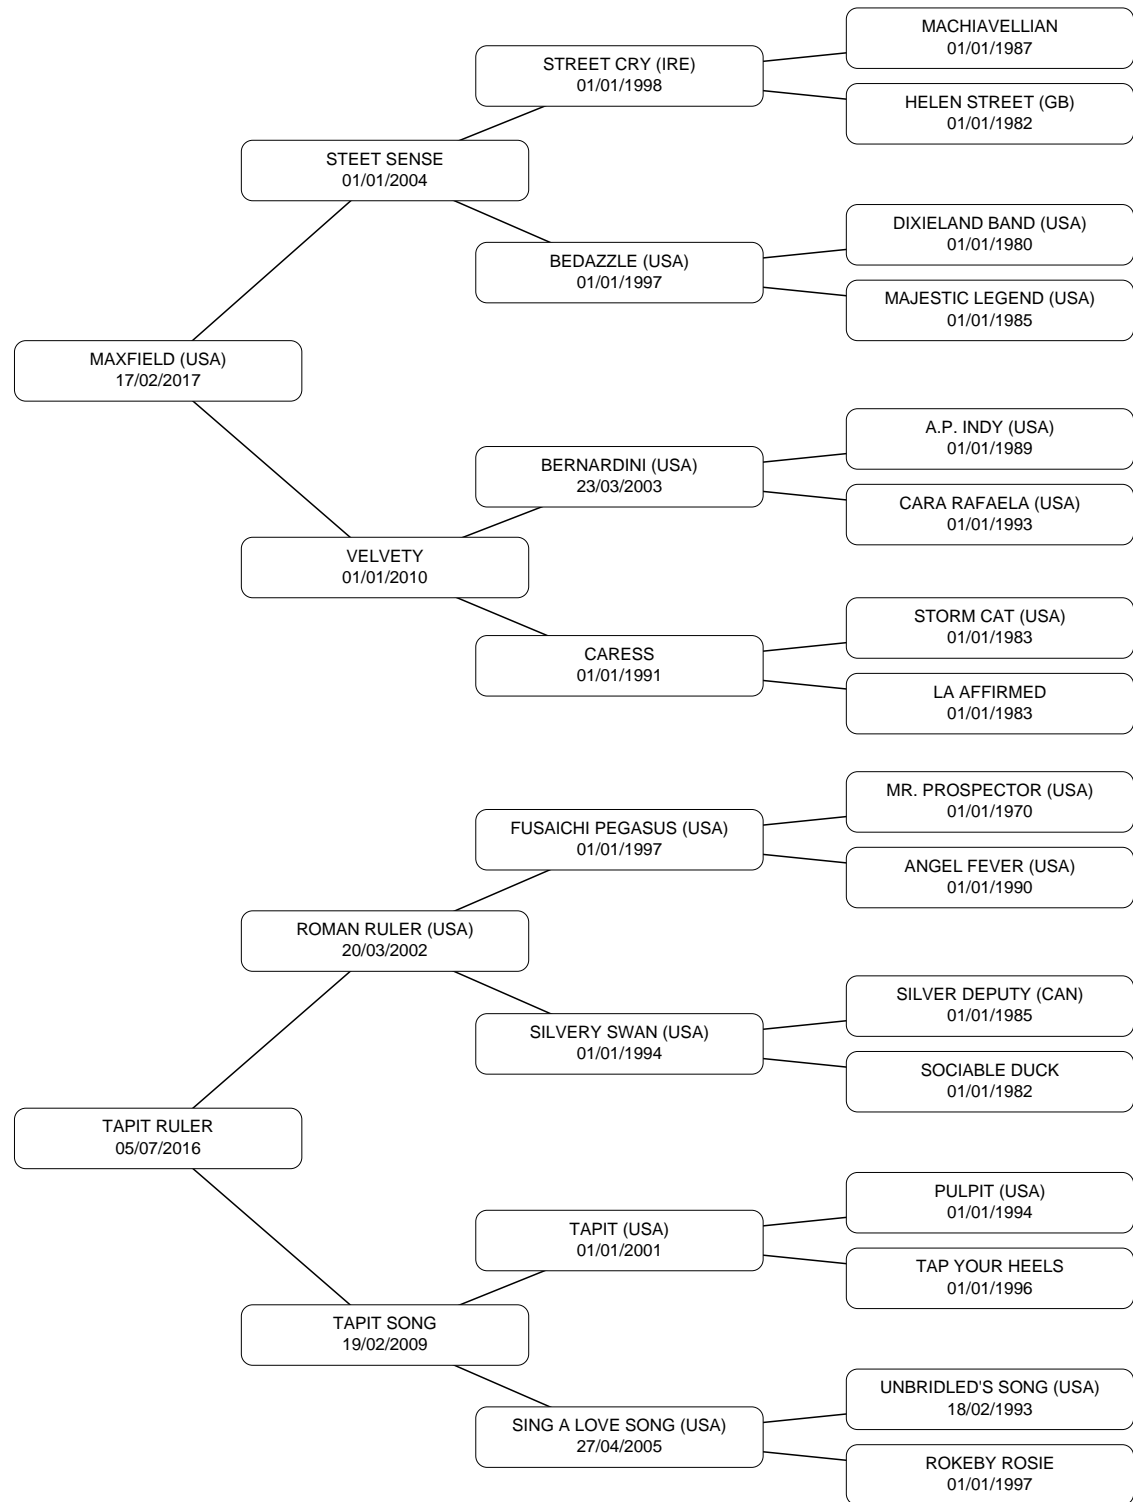 MACHIAVELLIAN
01/01/1987
STREET CRY (IRE)
01/01/1998
HELEN STREET (GB)
01/01/1982
STEET SENSE
01/01/2004
DIXIELAND BAND (USA)
01/01/1980
BEDAZZLE (USA)
01/01/1997
MAJESTIC LEGEND (USA)
01/01/1985
MAXFIELD (USA)
17/02/2017
A.P. INDY (USA)
01/01/1989
BERNARDINI (USA)
23/03/2003
CARA RAFAELA (USA)
01/01/1993
VELVETY
01/01/2010
STORM CAT (USA)
01/01/1983
CARESS
01/01/1991
LA AFFIRMED
01/01/1983
MR. PROSPECTOR (USA)
01/01/1970
FUSAICHI PEGASUS (USA)
01/01/1997
ANGEL FEVER (USA)
01/01/1990
ROMAN RULER (USA)
20/03/2002
SILVER DEPUTY (CAN)
01/01/1985
SILVERY SWAN (USA)
01/01/1994
SOCIABLE DUCK
01/01/1982
TAPIT RULER
05/07/2016
PULPIT (USA)
01/01/1994
TAPIT (USA)
01/01/2001
TAP YOUR HEELS
01/01/1996
TAPIT SONG
19/02/2009
UNBRIDLED'S SONG (USA)
18/02/1993
SING A LOVE SONG (USA)
27/04/2005
ROKEBY ROSIE
01/01/1997